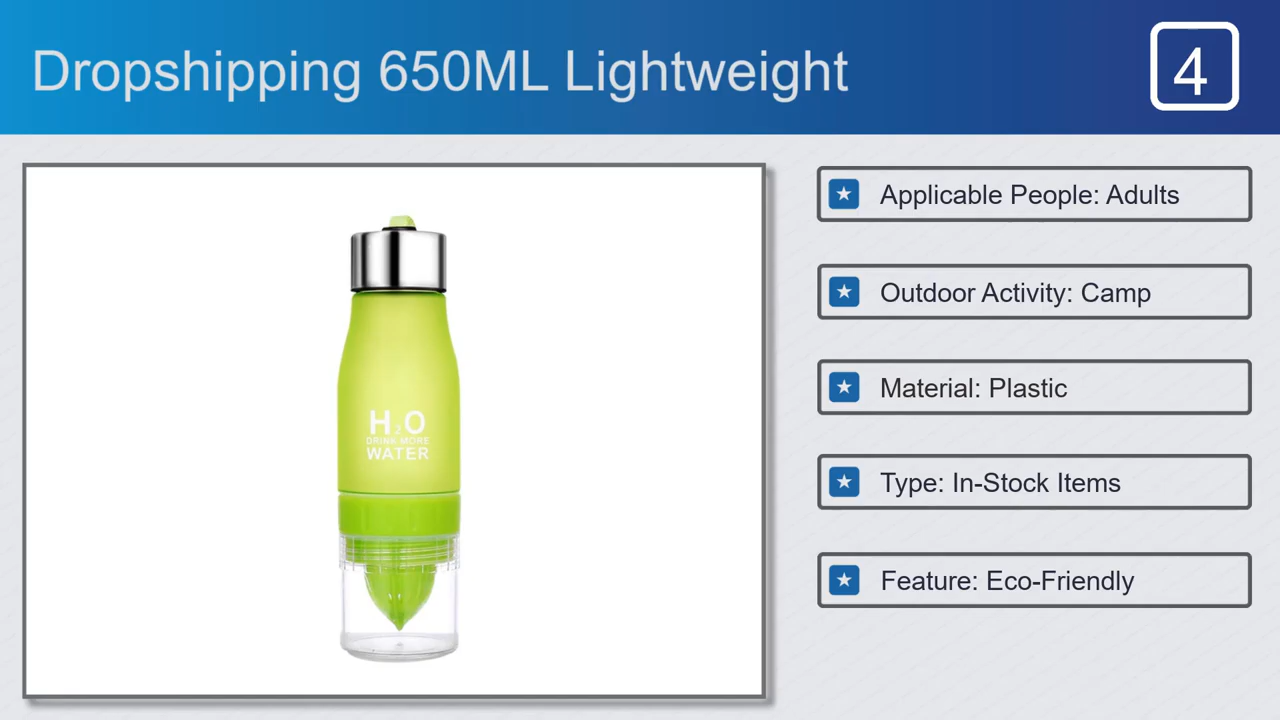 Dropshipping 650ML Lightweight
4
H2O
DRINK MORE
WATER
Applicable People: Adults
Outdoor Activity: Camp
Material: Plastic
Type: In-Stock Items
Feature: Eco-Friendly